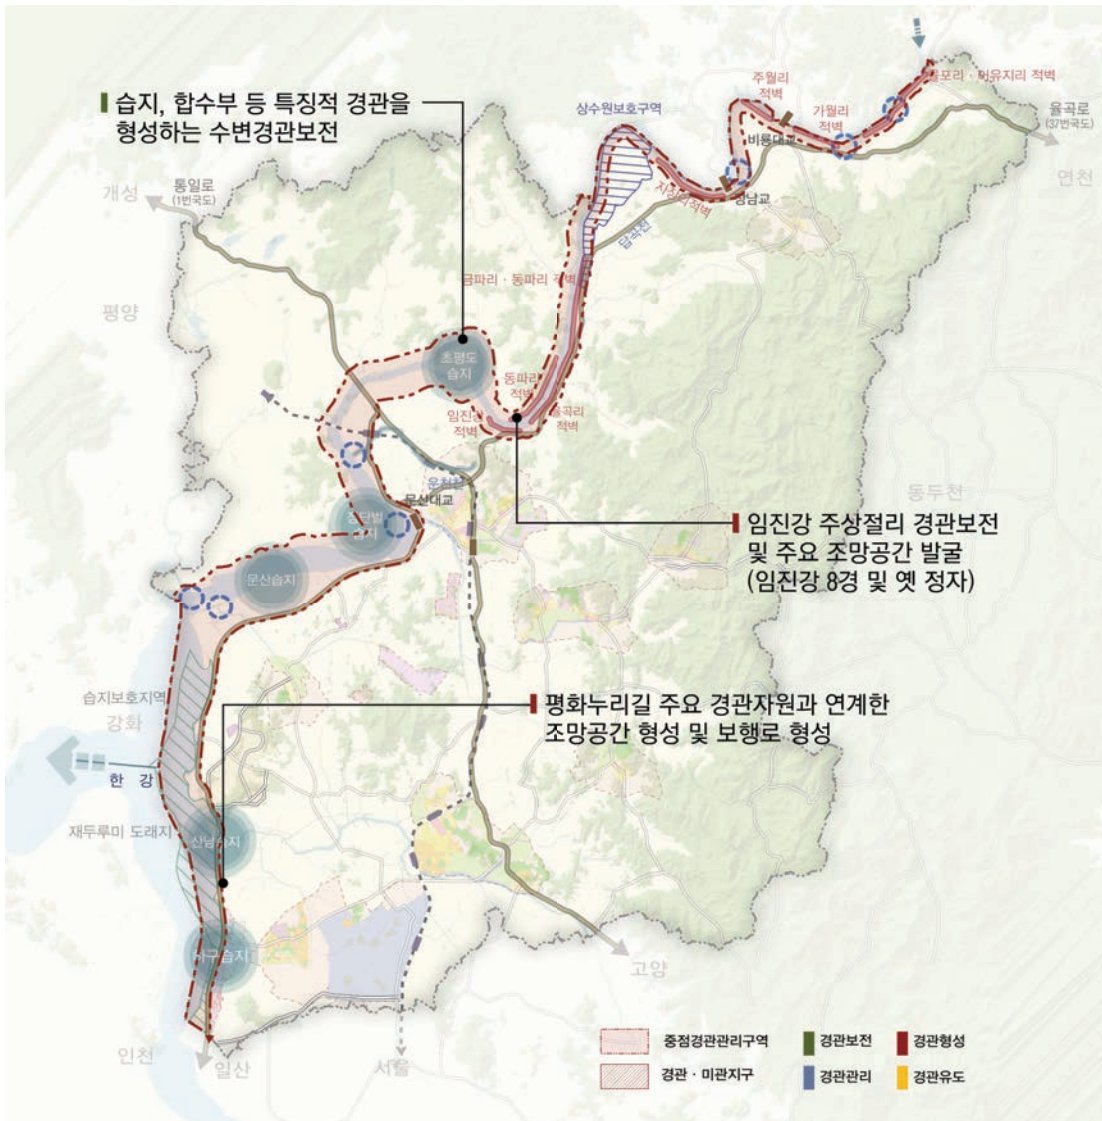 습지, 합수부 등 특징적 경관을
형성하는 수변경관보전
상수원보호구역
주월리
적벽
가월리
적벽
어유지리 적벽
비룡대교
율곡로
(37번국도)
연천
개성
통일로
(1번국도)
평양
금파리 · 동파리 적벽
초평도
습지
동파리
적벽
임진강
적벽
율곡리
적벽
문산대교
동두천
임진강 주상절리 경관보전
및 주요 조망공간 발굴
(임진강 8경 및 옛 정자)
문산습지
습지보호지역
강화
한 강
평화누리길 주요 경관자원과 연계한
조망공간 형성 및 보행로 형성
재두루미 도래지
산남습지
고양
인천
일산
서울
중점경관관리구역
경관보전
경관형성
경관 · 미관지구
경관관리
경관유도